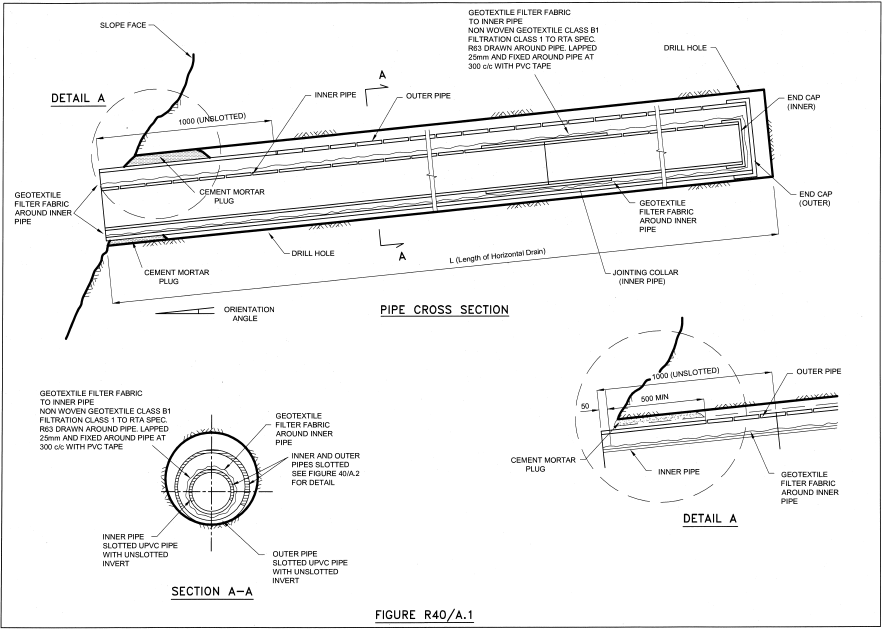 SLOPE FACE
GEOTEXTILE FILTER FABRIC
TO INNER PIPE
NON WOVEN GEOTEXTILE CLASS B1
FILTRATION CLASS 1 TO RTA SPEC.
R63 DRAWN AROUND PIPE. LAPPED
25mm AND FIXED AROUND PIPE AT
300 c/c WITH PVC TAPE
DRILL HOLE
A
DETAIL A
INNER PIPE
OUTER PIPE
END CAP
(INNER)
1000 (UNSLOTTED)
CEMENT MORTAR
PLUG
GEOTEXTILE
FILTER FABRIC
AROUND INNER
PIPE
END CAP
(OUTER)
GEOTEXTILE
FILTER FABRIC
AROUND INNER
PIPE
A
DRILL HOLE
L (Length of Horizontal Drain)
CEMENT MORTAR
PLUG
JOINTING COLLAR
(INNER PIPE)
ORIENTATION
ANGLE
PIPE CROSS SECTION
GEOTEXTILE FILTER FABRIC
TO INNER PIPE
NON WOVEN GEOTEXTILE CLASS B1
FILTRATION CLASS 1 TO RTA SPEC.
R63 DRAWN AROUND PIPE. LAPPED
25mm AND FIXED AROUND PIPE AT
300 c/c WITH PVC TAPE
GEOTEXTILE
FILTER FABRIC
AROUND INNER
PIPE
INNER AND OUTER
PIPES SLOTTED
SEE FIGURE 40/A.2
FOR DETAIL
INNER PIPE
SLOTTED UPVC PIPE
WITH UNSLOTTED
INVERT
OUTER PIPE
SLOTTED UPVC PIPE
WITH UNSLOTTED
INVERT
SECTION A-A
1000 (UNSLOTTED)
OUTER PIPE
500 MIN
50
CEMENT MORTAR
PLUG
INNER PIPE
GEOTEXTILE
FILTER FABRIC
AROUND INNER
PIPE
DETAIL A
FIGURE R40/A.1